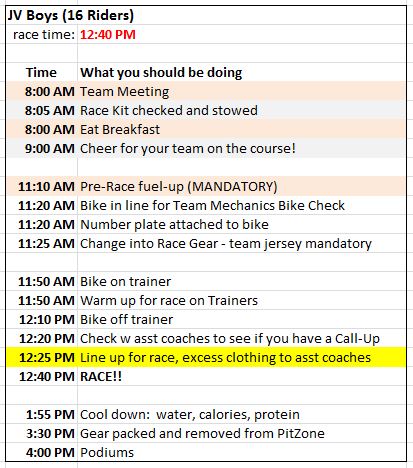 JV Boys (16 Riders)
race time: 12:40 PM
Time What you should be doing
8:00 AM Team Meeting
8:05 AM Race Kit checked and stowed
8:00 AM Eat Breakfast
9:00 AM Cheer for your team on the course!
11:10 AM Pre-Race fuel-up (MANDATORY)
11:20 AM Bike in line for Team Mechanics Bike Check
11:20 AM Number plate attached to bike
11:25 AM Change into Race Gear - team jersey mandatory
11:50 AM Bike on trainer
11:50 AM Warm up for race on Trainers
12:10 PM Bike off trainer
12:20 PM Check w asst coaches to see if you have a Call-Up
12:25 PM Line up for race, excess clothing to asst coaches
12:40 PM RACE!!
1:55 PM Cool down: water, calories, protein
3:30 PM Gear packed and removed from PitZone
4:00 PM Podiums